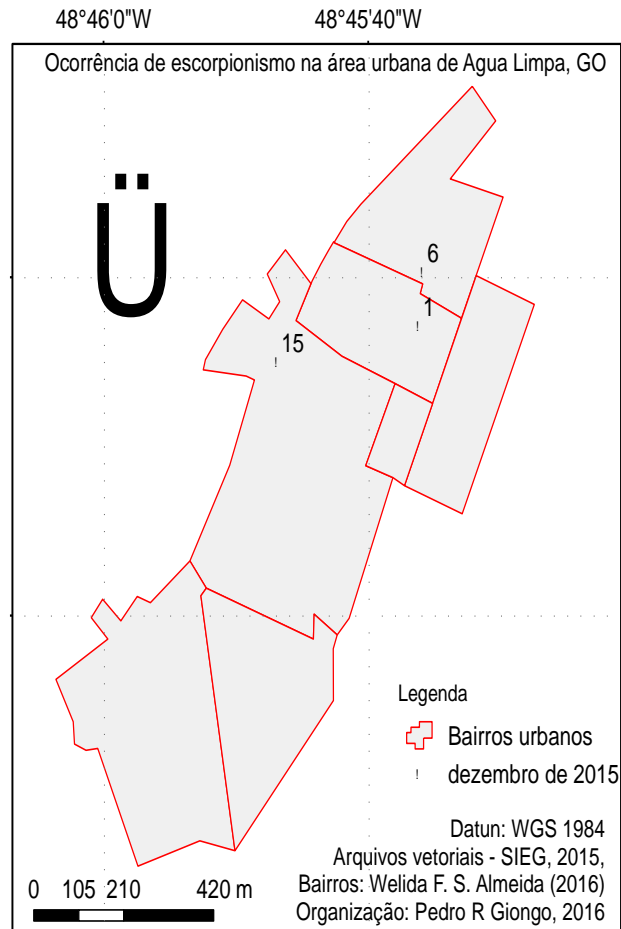 48°46'0"W 48°45'40"W
Ocorrência de escorpionismo na área urbana de Agua Limpa, GO
Ü
6
1
15
Legenda
Bairros urbanos
! dezembro de 2015
Datun: WGS 1984
Arquivos vetoriais - SIEG, 2015,
Bairros: Welida F. S. Almeida (2016)
Organização: Pedro R Giongo, 2016
0 105 210 420 m